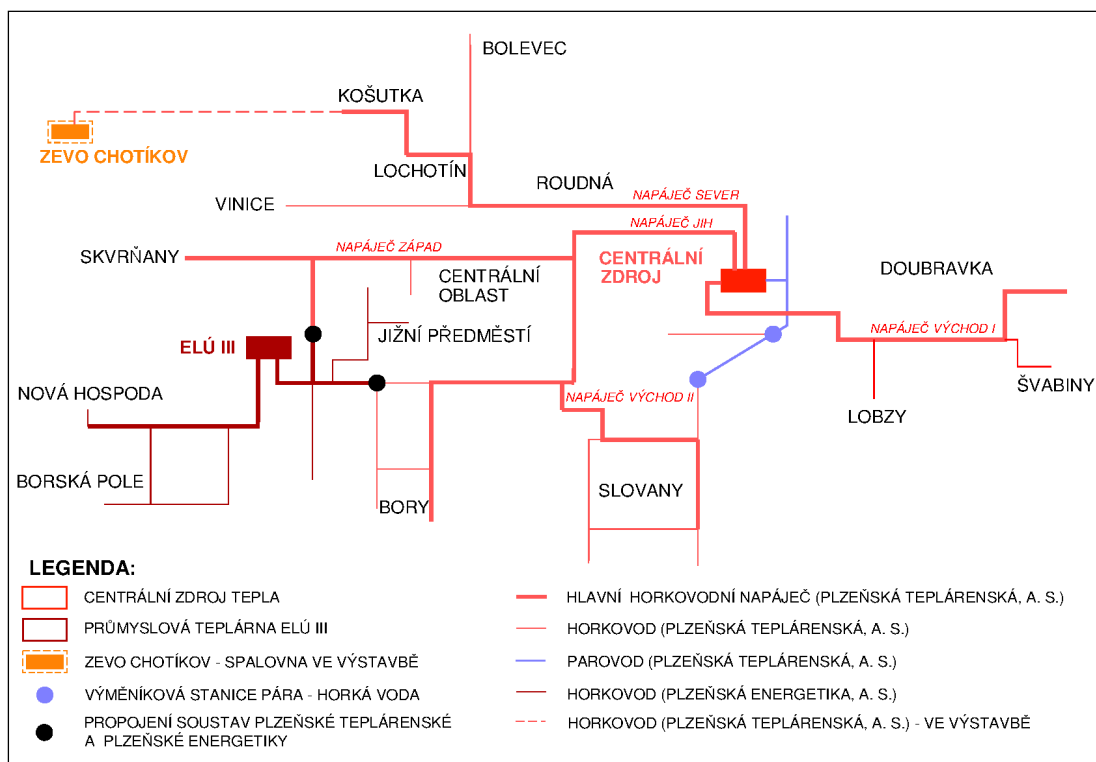 BOLEVEC
KOŠUTKA
ZEVO CHOTÍKOV
LOCHOTÍN
ROUDNÁ
VINICE
NAPÁJEČ SEVER
NAPÁJEČ JIH
SKVRŇANY
NAPÁJEČ ZÁPAD
CENTRÁLNÍ
OBLAST
CENTRÁLNÍ
ZDROJ
DOUBRAVKA
JIŽNÍ PŘEDMĚSTÍ
NAPÁJEČ VÝCHOD I
ELÚ III
NOVÁ HOSPODA
NAPÁJEČ VÝCHOD II
LOBZY
ŠVABINY
BORSKÁ POLE
BORY
SLOVANY
LEGENDA:
CENTRÁLNÍ ZDROJ TEPLA
PRŮMYSLOVÁ TEPLÁRNA ELÚ III
ZEVO CHOTÍKOV - SPALOVNA VE VÝSTAVBĚ
VÝMĚNÍKOVÁ STANICE PÁRA - HORKÁ VODA
PROPOJENÍ SOUSTAV PLZEŇSKÉ TEPLÁRENSKÉ
A PLZEŇSKÉ ENERGETIKY
HLAVNÍ HORKOVODNÍ NAPÁJEČ (PLZEŇSKÁ TEPLÁRENSKÁ, A. S.)
HORKOVOD (PLZEŇSKÁ TEPLÁRENSKÁ, A. S.)
PAROVOD (PLZEŇSKÁ TEPLÁRENSKÁ, A. S.)
HORKOVOD (PLZEŇSKÁ ENERGETIKA, A. S.)
HORKOVOD (PLZEŇSKÁ TEPLÁRENSKÁ, A. S.) - VE VÝSTAVBĚ